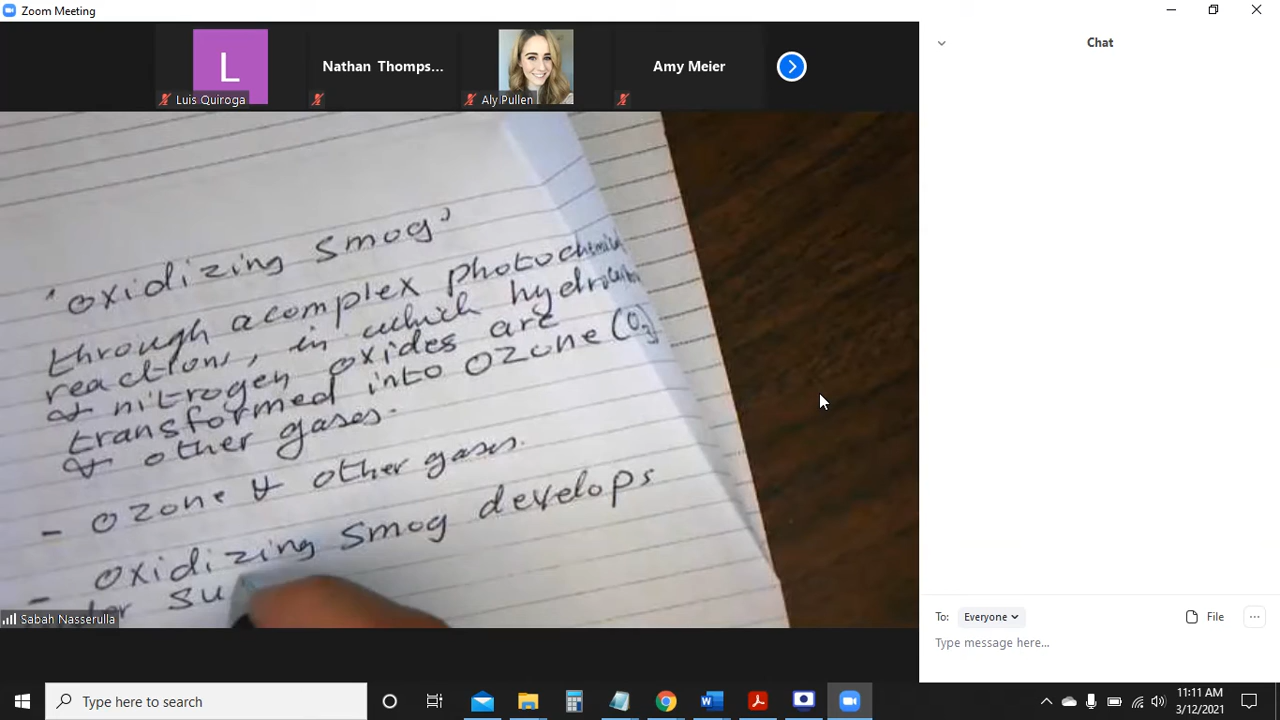 Zoom Meeting
L
Luis Quiroga
Nathan Thomps...
Aly Pullen
Amy Meier
Chat
'oxidizing smog'
through a complex photochemical
reactions, in which
& nitrogen oxides are
transformed into ozone (O3)
& other gases.
- ozone & other gases.
- oxidizing smog develops
su
Sabah Nasserulla
To: Everyone
File
Type message here...
Type here to search
11:11 AM
3/12/2021